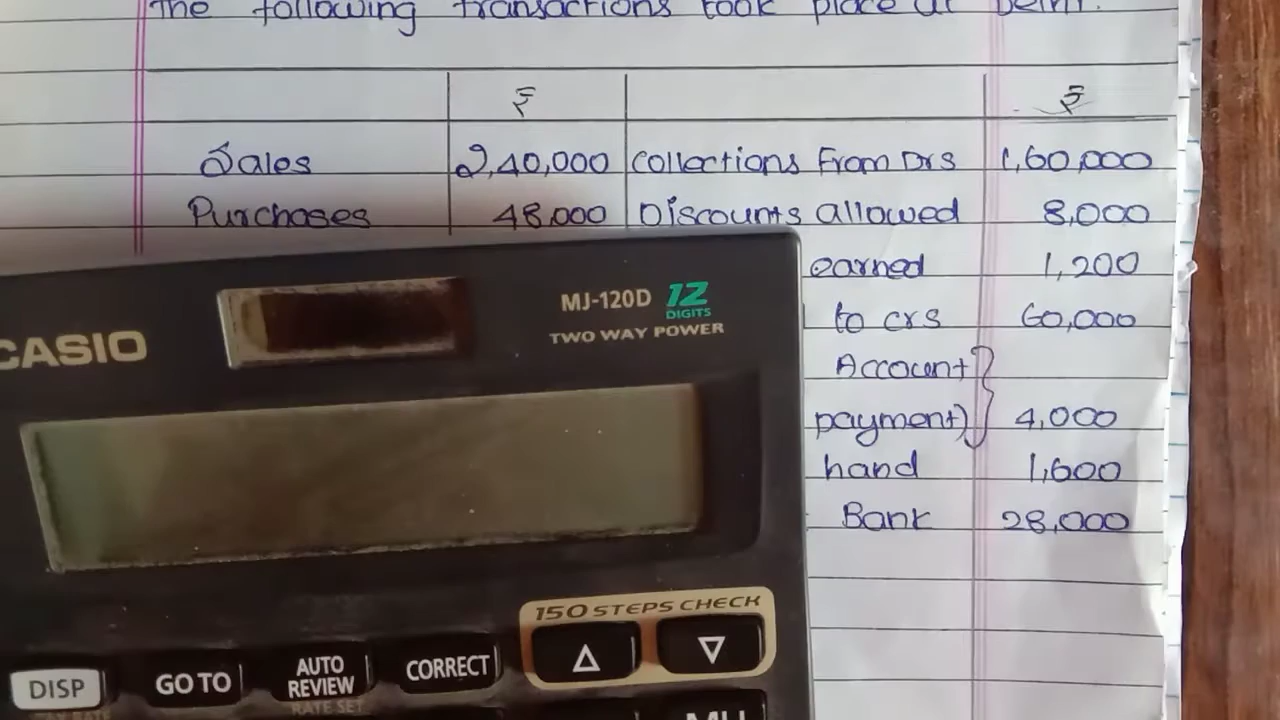 The following transactions took place at Delhi.
₹ ₹
Sales 2,40,000 collections From Drs 1,60,000
Purchases 48,000 Discounts allowed 8,000
earned 1,200
to crs 60,000
Account
payment) 4,000
hand 1,600
Bank 28,000
MJ-120D 12
DIGITS
TWO WAY POWER
CASIO
150 STEPS CHECK
DISP GO TO AUTO REVIEW CORRECT △ ▽
RATE SET
MU